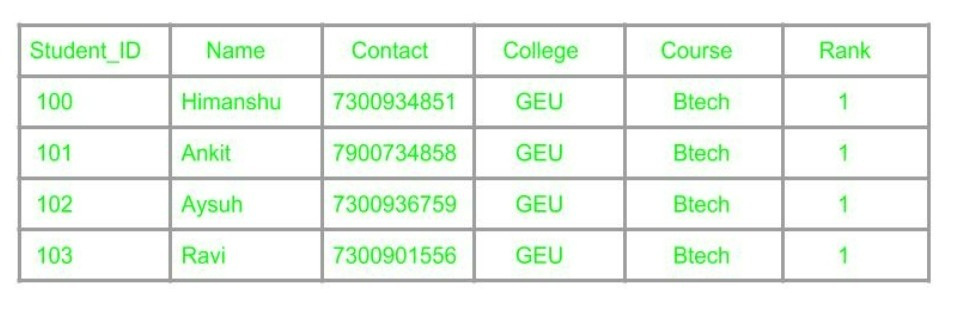 Student_ID Name Contact College Course Rank
100 Himanshu 7300934851 GEU Btech 1
101 Ankit 7900734858 GEU Btech 1
102 Aysuh 7300936759 GEU Btech 1
103 Ravi 7300901556 GEU Btech 1